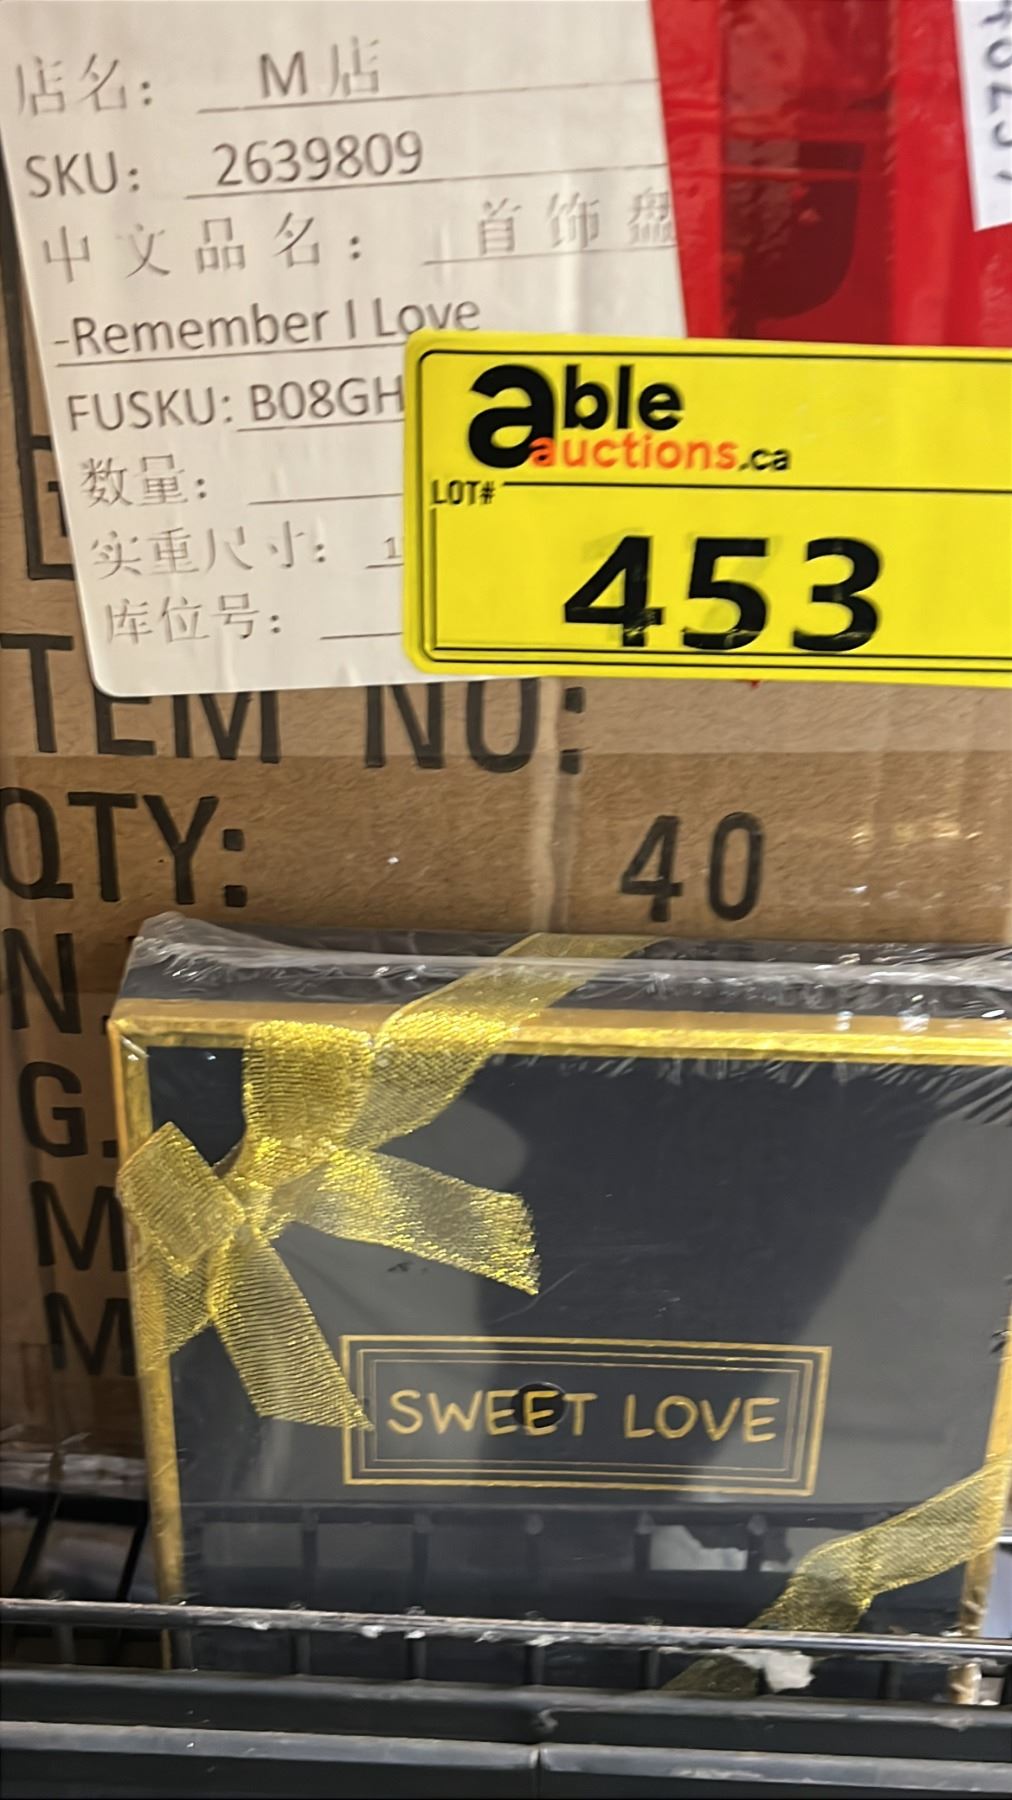 店名: M店
SKU: 2639809
中文品名: 首饰盘
-Remember I Love
FUSKU: B08GH
数量:
实重尺寸: 1
库位号:
able
auctions.ca
LOT#
453
TEM NO:
QTY: 40
N.
G.
M
M
SWEET LOVE